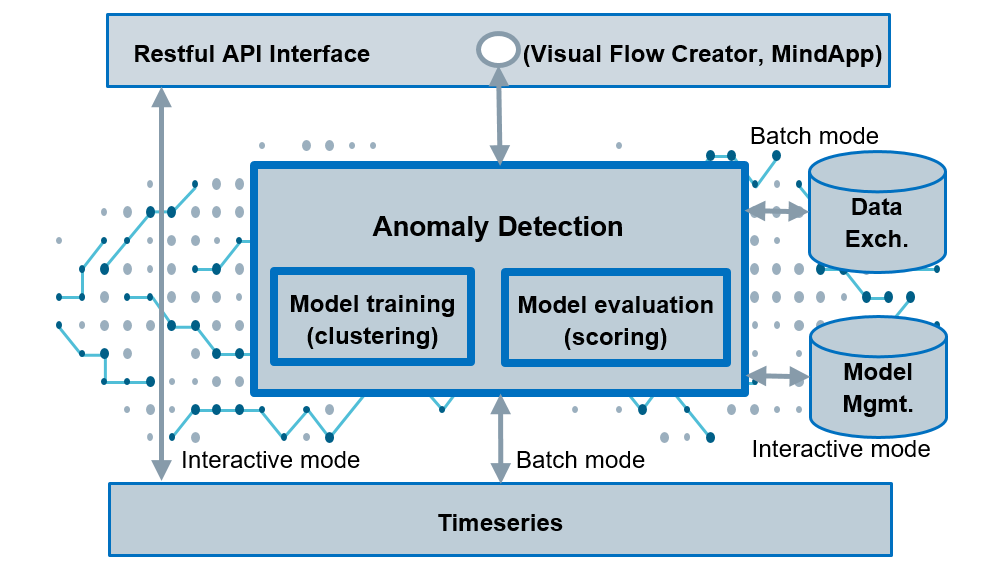 Restful API Interface
(Visual Flow Creator, MindApp)
Batch mode
Data
Exch.
Anomaly Detection
Model training
(clustering)
Model evaluation
(scoring)
Model
Mgmt.
Interactive mode
Interactive mode
Batch mode
Timeseries